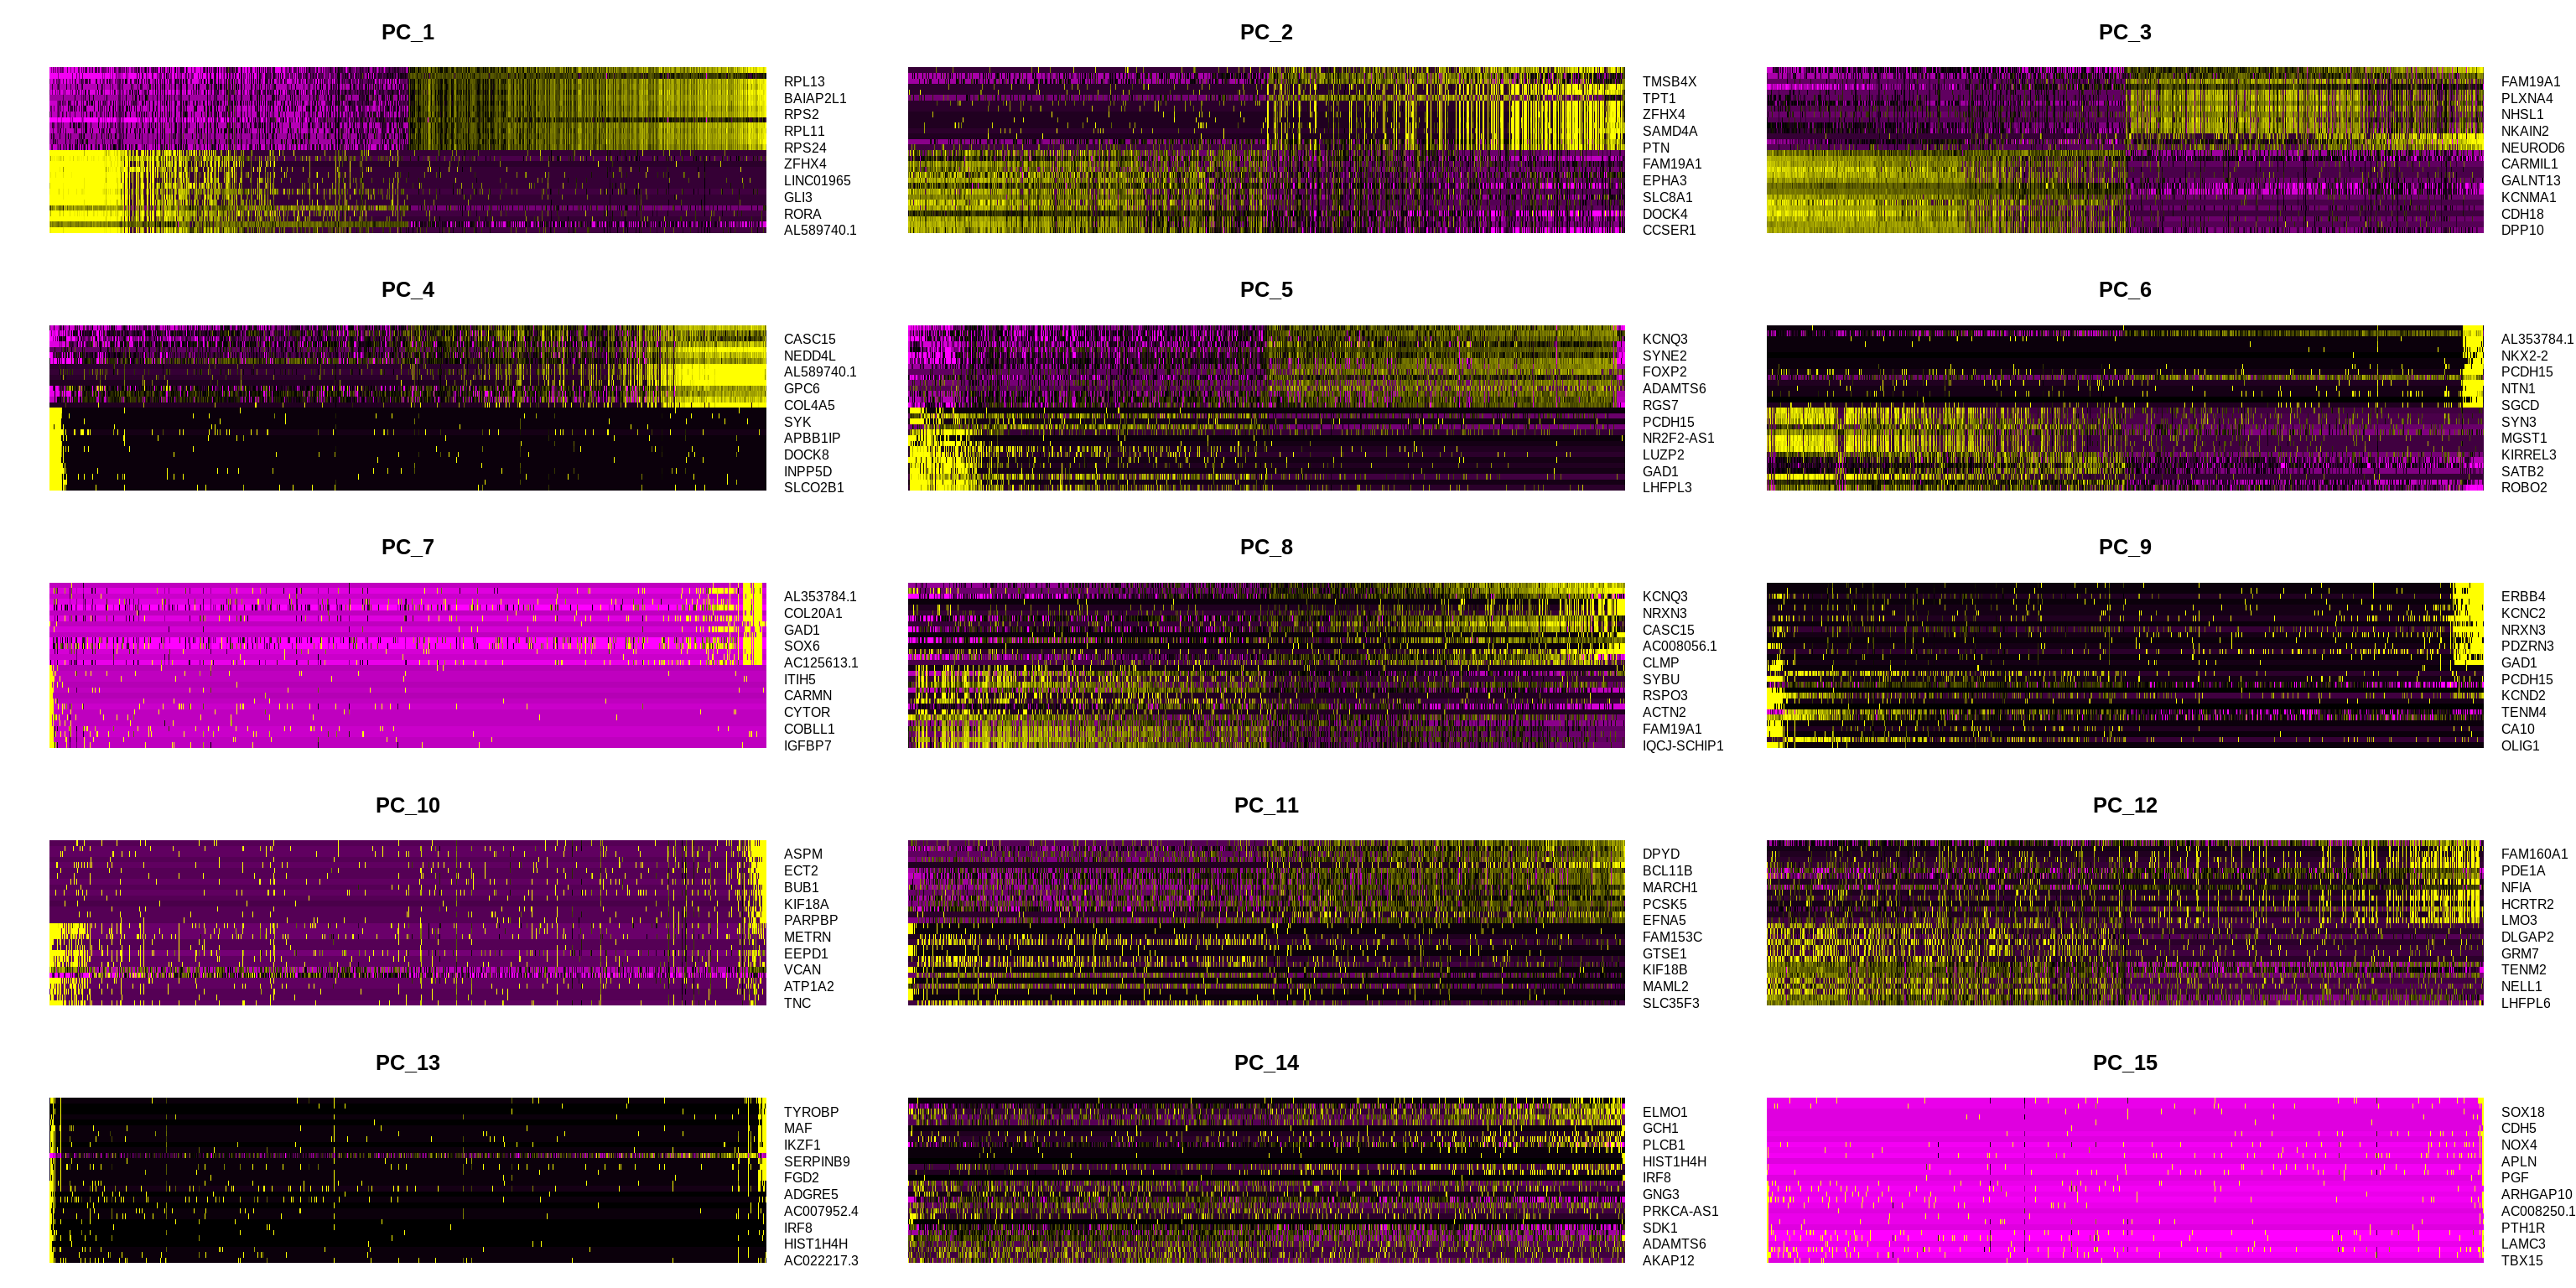 PC_1
RPL13
BAIAP2L1
RPS2
RPL11
RPS24
ZFHX4
LINC01965
GLI3
RORA
AL589740.1
PC_2
TMSB4X
TPT1
ZFHX4
SAMD4A
PTN
FAM19A1
EPHA3
SLC8A1
DOCK4
CCSER1
PC_3
FAM19A1
PLXNA4
NHSL1
NKAIN2
NEUROD6
CARMIL1
GALNT13
KCNMA1
CDH18
DPP10
PC_4
CASC15
NEDD4L
AL589740.1
GPC6
COL4A5
SYK
APBB1IP
DOCK8
INPP5D
SLCO2B1
PC_5
KCNQ3
SYNE2
FOXP2
ADAMTS6
RGS7
PCDH15
NR2F2-AS1
LUZP2
GAD1
LHFPL3
PC_6
AL353784.1
NKX2-2
PCDH15
NTN1
SGCD
SYN3
MGST1
KIRREL3
SATB2
ROBO2
PC_7
AL353784.1
COL20A1
GAD1
SOX6
AC125613.1
ITIH5
CARMN
CYTOR
COBLL1
IGFBP7
PC_8
KCNQ3
NRXN3
CASC15
AC008056.1
CLMP
SYBU
RSPO3
ACTN2
FAM19A1
IQCJ-SCHIP1
PC_9
ERBB4
KCNC2
NRXN3
PDZRN3
GAD1
PCDH15
KCND2
TENM4
CA10
OLIG1
PC_10
ASPM
ECT2
BUB1
KIF18A
PARPBP
METRN
EEPD1
VCAN
ATP1A2
TNC
PC_11
DPYD
BCL11B
MARCH1
PCSK5
EFNA5
FAM153C
GTSE1
KIF18B
MAML2
SLC35F3
PC_12
FAM160A1
PDE1A
NFIA
HCRTR2
LMO3
DLGAP2
GRM7
TENM2
NELL1
LHFPL6
PC_13
TYROBP
MAF
IKZF1
SERPINB9
FGD2
ADGRE5
AC007952.4
IRF8
HIST1H4H
AC022217.3
PC_14
ELMO1
GCH1
PLCB1
HIST1H4H
IRF8
GNG3
PRKCA-AS1
SDK1
ADAMTS6
AKAP12
PC_15
SOX18
CDH5
NOX4
APLN
PGF
ARHGAP10
AC008250.1
PTH1R
LAMC3
TBX15